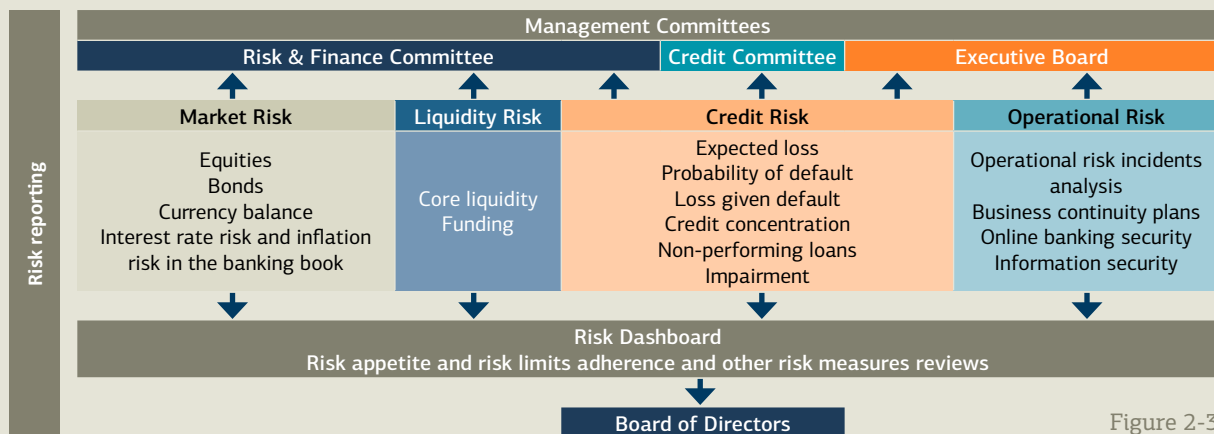 Risk reporting
Management Committees
Risk & Finance Committee
Credit Committee
Executive Board
Market Risk
Equities
Bonds
Currency balance
Interest rate risk and inflation
risk in the banking book
Liquidity Risk
Core liquidity
Funding
Credit Risk
Expected loss
Probability of default
Loss given default
Credit concentration
Non-performing loans
Impairment
Operational Risk
Operational risk incidents
analysis
Business continuity plans
Online banking security
Information security
Risk Dashboard
Risk appetite and risk limits adherence and other risk measures reviews
Board of Directors
Figure 2-3